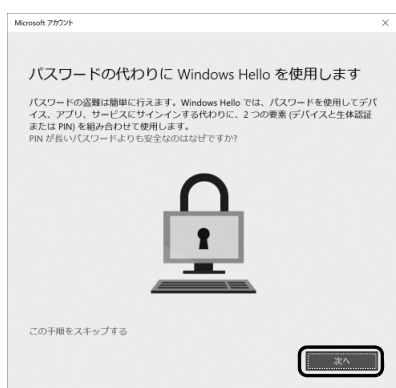 Microsoft アカウント
パスワードの代わりに Windows Hello を使用します
パスワードの盗難は簡単に行えます。Windows Hello では、パスワードを使用してデバ
イス、アプリ、サービスにサインインする代わりに、2 つの要素 (デバイスと生体認証
または PIN) を組み合わせて使用します。
PIN が長いパスワードよりも安全なのはなぜですか?
この手順をスキップする
次へ